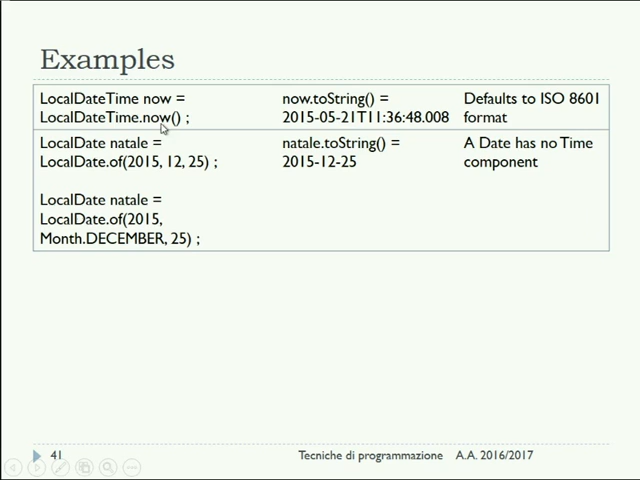 Examples
LocalDateTime now =
LocalDateTime.now() ;
now.toString() =
2015-05-21T11:36:48.008
Defaults to ISO 8601
format
LocalDate natale =
LocalDate.of(2015, 12, 25) ;
natale.toString() =
2015-12-25
A Date has no Time
component
LocalDate natale =
LocalDate.of(2015,
Month.DECEMBER, 25) ;
41
Tecniche di programmazione A.A. 2016/2017